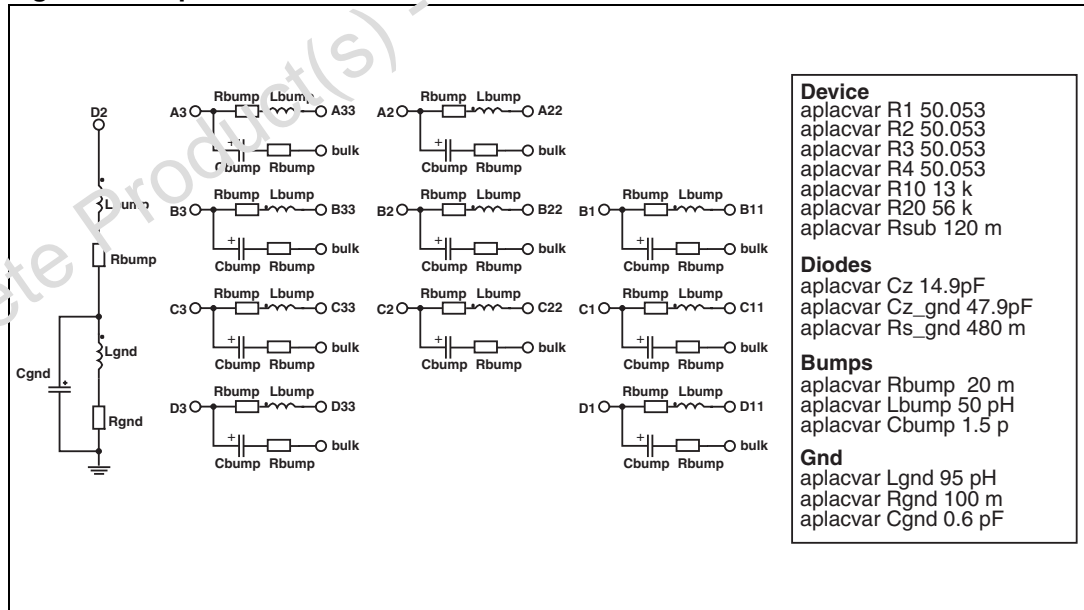 ete Product(s) -
D2
Lbump
Rbump
Cgnd
Lgnd
Rgnd
Rbump Lbump
A3 A33
bulk
Cbump Rbump
Rbump Lbump
A2 A22
bulk
Cbump Rbump
Rbump Lbump
B3 B33
bulk
Cbump Rbump
Rbump Lbump
B2 B22
bulk
Cbump Rbump
Rbump Lbump
B1 B11
bulk
Cbump Rbump
Rbump Lbump
C3 C33
bulk
Cbump Rbump
Rbump Lbump
C2 C22
bulk
Cbump Rbump
Rbump Lbump
C1 C11
bulk
Cbump Rbump
Rbump Lbump
D3 D33
bulk
Cbump Rbump
Rbump Lbump
D1 D11
bulk
Cbump Rbump
Device
aplacvar R1 50.053
aplacvar R2 50.053
aplacvar R3 50.053
aplacvar R4 50.053
aplacvar R10 13 k
aplacvar R20 56 k
aplacvar Rsub 120 m
Diodes
aplacvar Cz 14.9pF
aplacvar Cz_gnd 47.9pF
aplacvar Rs_gnd 480 m
Bumps
aplacvar Rbump 20 m
aplacvar Lbump 50 pH
aplacvar Cbump 1.5 p
Gnd
aplacvar Lgnd 95 pH
aplacvar Rgnd 100 m
aplacvar Cgnd 0.6 pF